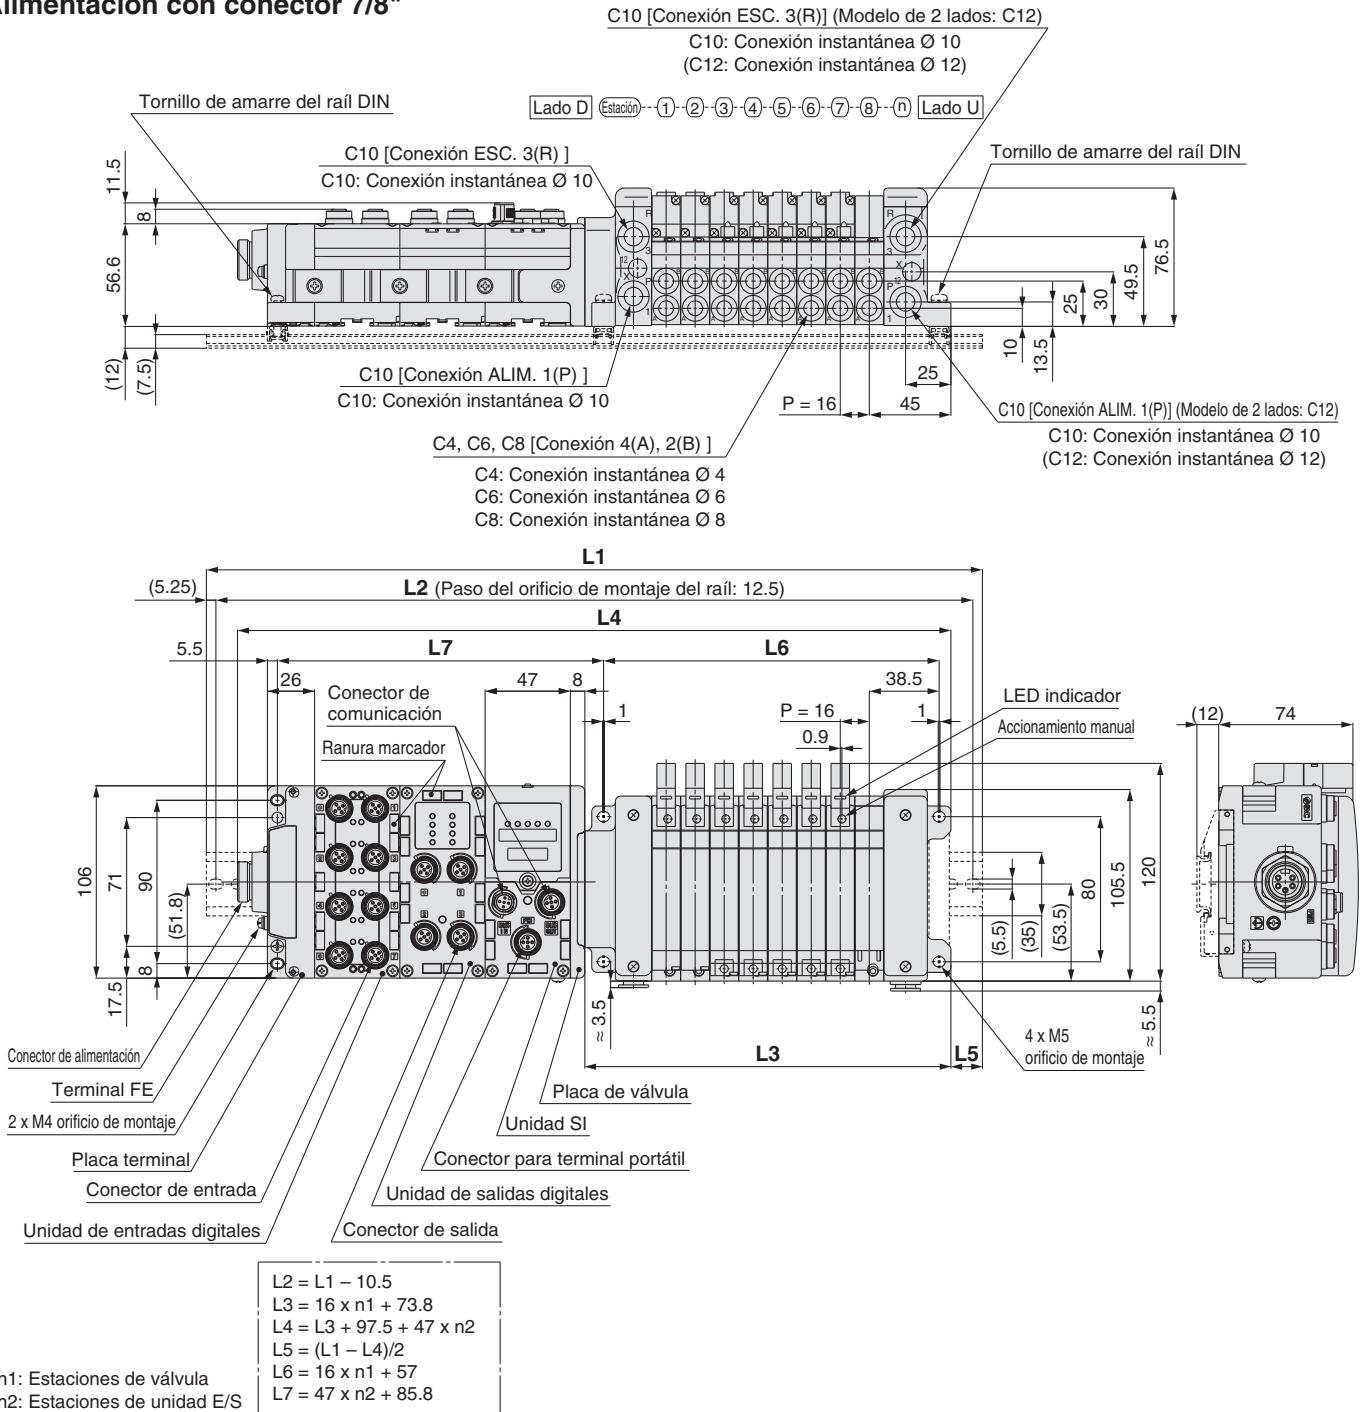 Alimentación con conector 7/8"
C10 [Conexión ESC. 3(R)] (Modelo de 2 lados: C12)
C10: Conexión instantánea Ø 10
(C12: Conexión instantánea Ø 12)
Tornillo de amarre del raíl DIN
Lado D Estación 1 2 3 4 5 6 7 8 n Lado U
C10 [Conexión ESC. 3(R) ]
C10: Conexión instantánea Ø 10
Tornillo de amarre del raíl DIN
11.5
8
56.6
(12)
(7.5)
R
3
12
X
P
1
R
3
X
12
P
1
76.5
49.5
30
25
13.5
10
25
P = 16
45
C10 [Conexión ALIM. 1(P) ]
C10: Conexión instantánea Ø 10
C10 [Conexión ALIM. 1(P)] (Modelo de 2 lados: C12)
C10: Conexión instantánea Ø 10
(C12: Conexión instantánea Ø 12)
C4, C6, C8 [Conexión 4(A), 2(B) ]
C4: Conexión instantánea Ø 4
C6: Conexión instantánea Ø 6
C8: Conexión instantánea Ø 8
L1
(5.25)
L2 (Paso del orificio de montaje del raíl: 12.5)
L4
5.5
L7
L6
26
47
8
38.5
Conector de
comunicación
1
P = 16
1
LED indicador
(12)
74
Ranura marcador
0.9
Accionamiento manual
106
71
90
(51.8)
8
17.5
(5.5)
(35)
(53.5)
80
105.5
120
≈ 3.5
≈ 5.5
L3
L5
4 x M5
orificio de montaje
Conector de alimentación
Terminal FE
2 x M4 orificio de montaje
Placa terminal
Conector de entrada
Unidad de entradas digitales
Placa de válvula
Unidad SI
Conector para terminal portátil
Unidad de salidas digitales
Conector de salida
L2 = L1 – 10.5
L3 = 16 x n1 + 73.8
L4 = L3 + 97.5 + 47 x n2
L5 = (L1 – L4)/2
L6 = 16 x n1 + 57
L7 = 47 x n2 + 85.8
n1: Estaciones de válvula
n2: Estaciones de unidad E/S